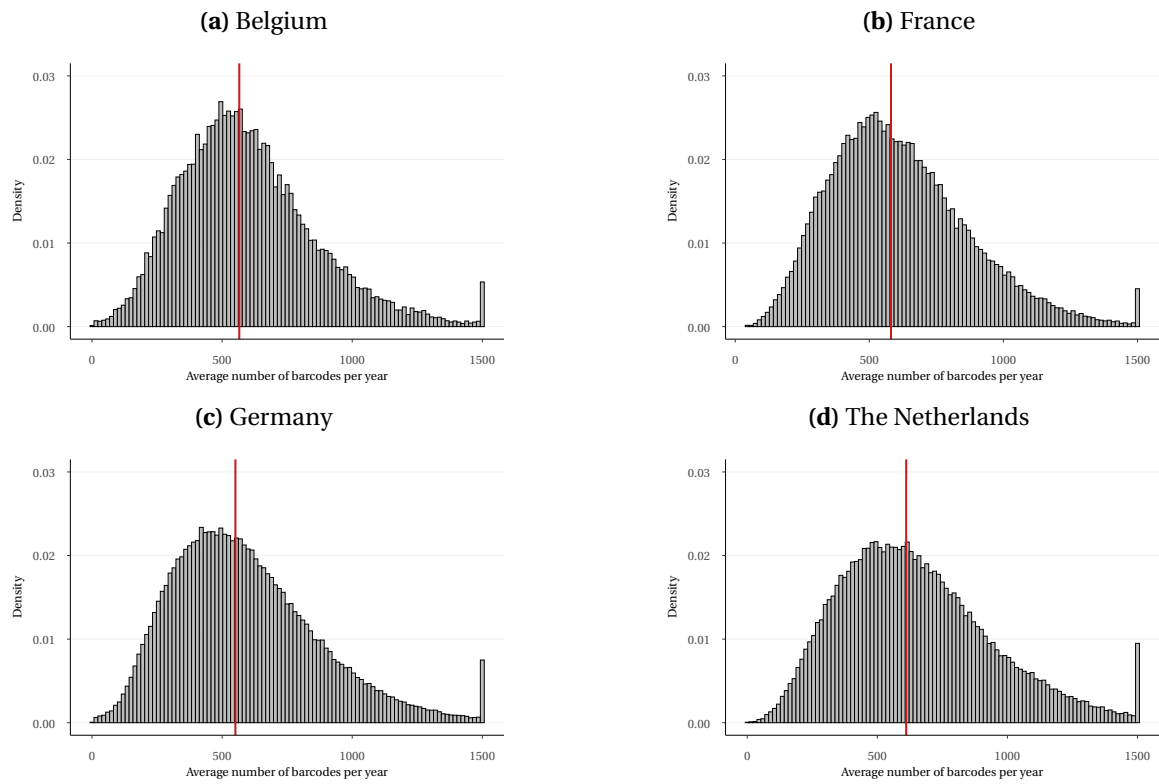 (a) Belgium
0.03
0.02
0.01
0.00
Density
0 500 1000 1500
Average number of barcodes per year
(b) France
0.03
0.02
0.01
0.00
Density
0 500 1000 1500
Average number of barcodes per year
(c) Germany
0.03
0.02
0.01
0.00
Density
0 500 1000 1500
Average number of barcodes per year
(d) The Netherlands
0.03
0.02
0.01
0.00
Density
0 500 1000 1500
Average number of barcodes per year